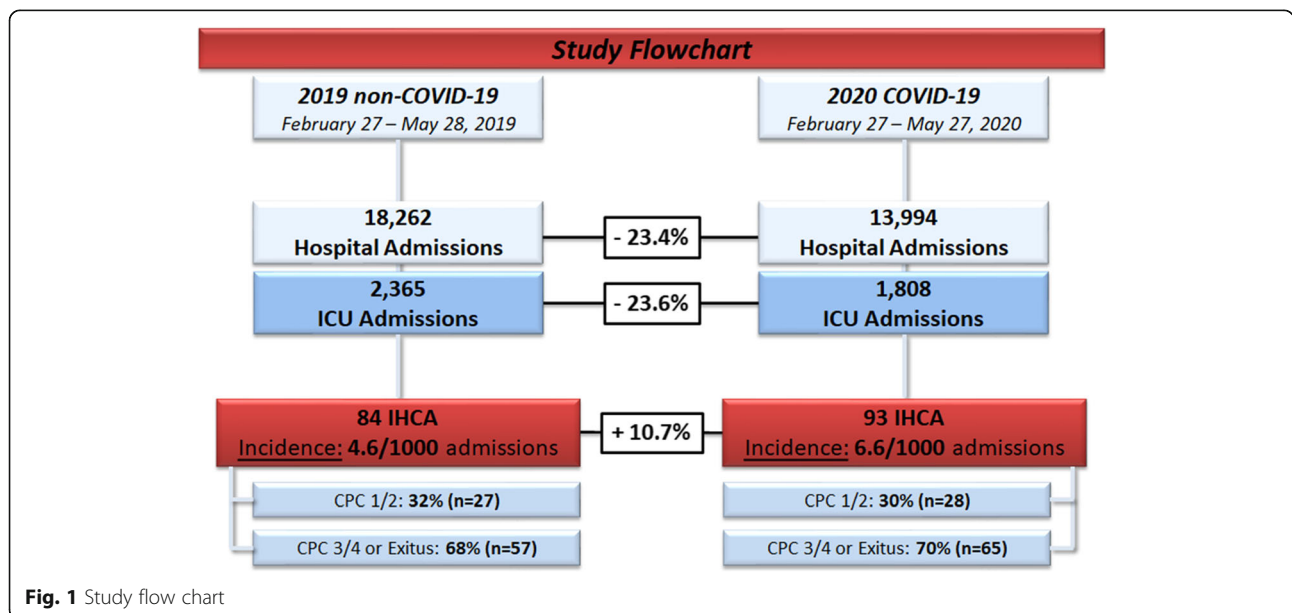 Study Flowchart
2019 non-COVID-19
February 27 – May 28, 2019
2020 COVID-19
February 27 – May 27, 2020
18,262
Hospital Admissions
- 23.4%
13,994
Hospital Admissions
2,365
ICU Admissions
- 23.6%
1,808
ICU Admissions
84 IHCA
Incidence: 4.6/1000 admissions
+ 10.7%
93 IHCA
Incidence: 6.6/1000 admissions
CPC 1/2: 32% (n=27)
CPC 3/4 or Exitus: 68% (n=57)
CPC 1/2: 30% (n=28)
CPC 3/4 or Exitus: 70% (n=65)
Fig. 1 Study flow chart